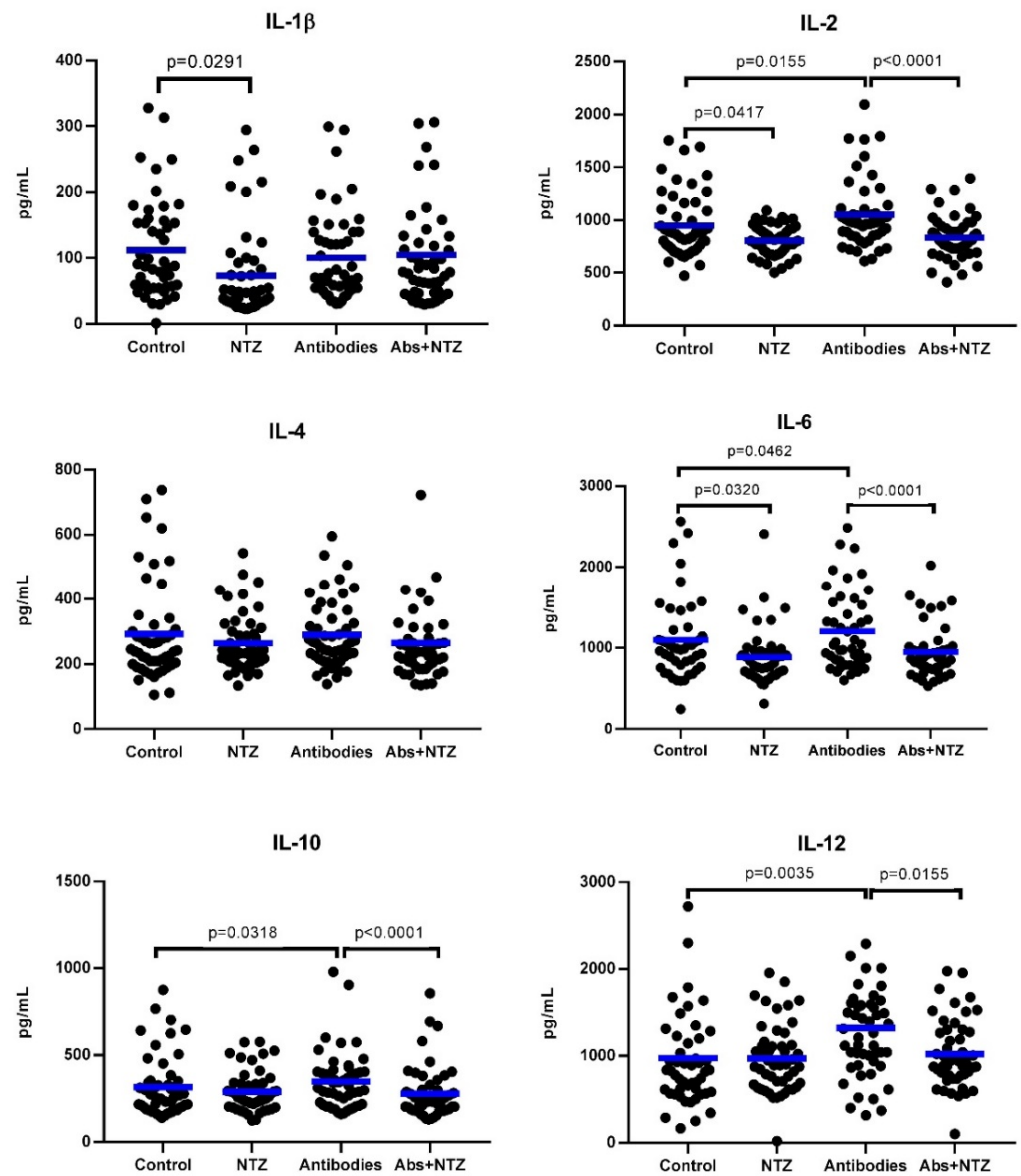 IL-1β
p=0.0291
pg/mL
400
300
200
100
0
Control NTZ Antibodies Abs+NTZ
IL-2
p=0.0155 p<0.0001
p=0.0417
pg/mL
2500
2000
1500
1000
500
0
Control NTZ Antibodies Abs+NTZ
IL-4
pg/mL
800
600
400
200
0
Control NTZ Antibodies Abs+NTZ
IL-6
p=0.0462
p=0.0320 p<0.0001
pg/mL
3000
2000
1000
0
Control NTZ Antibodies Abs+NTZ
IL-10
p=0.0318 p<0.0001
pg/mL
1500
1000
500
0
Control NTZ Antibodies Abs+NTZ
IL-12
p=0.0035 p=0.0155
pg/mL
3000
2000
1000
0
Control NTZ Antibodies Abs+NTZ